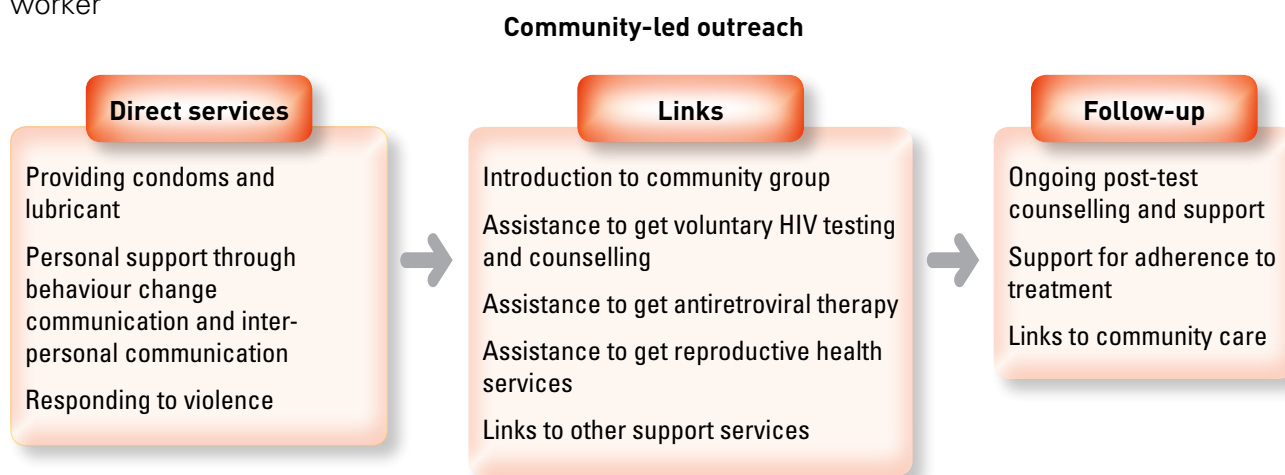 worker
Community-led outreach
Direct services
Providing condoms and
lubricant
Personal support through
behaviour change
communication and inter-
personal communication
Responding to violence
Links
Introduction to community group
Assistance to get voluntary HIV testing
and counselling
Assistance to get antiretroviral therapy
Assistance to get reproductive health
services
Links to other support services
Follow-up
Ongoing post-test
counselling and support
Support for adherence to
treatment
Links to community care